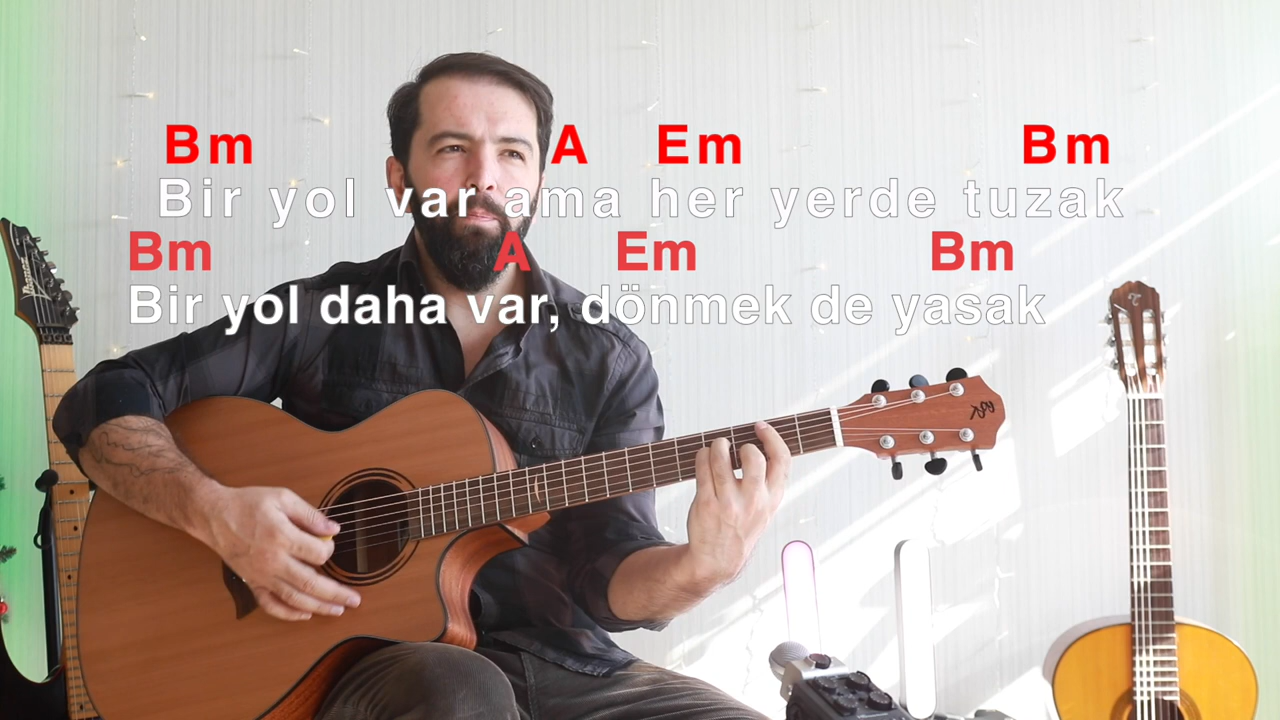 Bm A Em Bm
Bir yol var ama her yerde tuzak
Bm A Em Bm
Bir yol daha var, dönmek de yasak
Ibanez